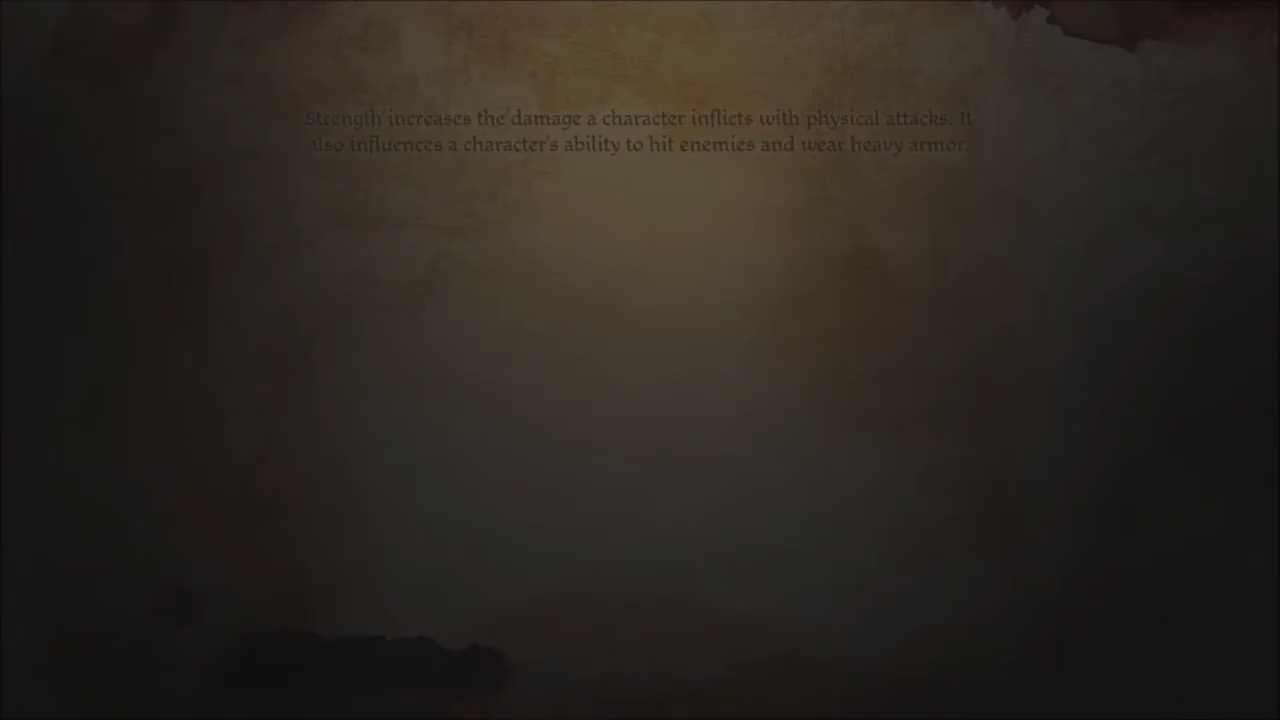 Strength increases the damage a character inflicts with physical attacks. It
also influences a character's ability to hit enemies and wear heavy armor.